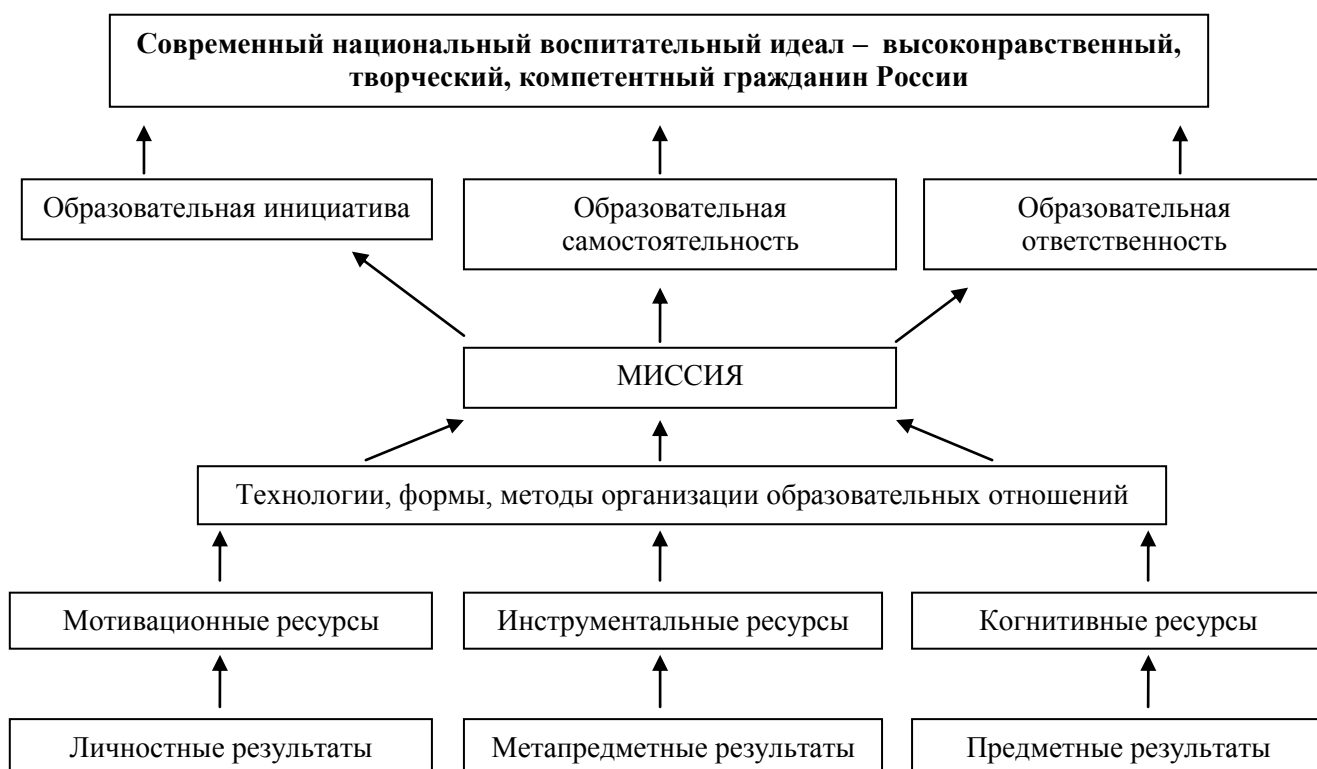 Современный национальный воспитательный идеал – высоконравственный,
творческий, компетентный гражданин России
Образовательная инициатива
Образовательная
самостоятельность
Образовательная
ответственность
МИССИЯ
Технологии, формы, методы организации образовательных отношений
Мотивационные ресурсы
Инструментальные ресурсы
Когнитивные ресурсы
Личностные результаты
Метапредметные результаты
Предметные результаты